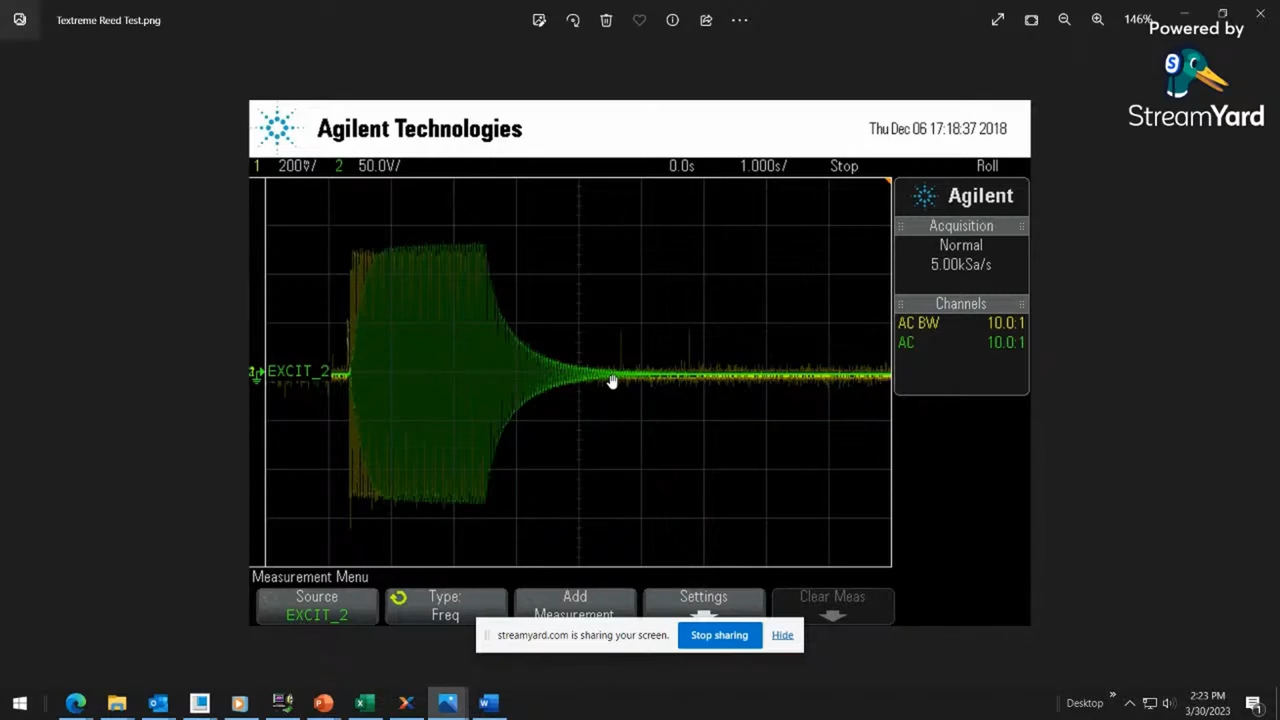 Textreme Reed Test.png
146%
Powered by
S
StreamYard
Agilent Technologies
Thu Dec 06 17:18:37 2018
1 200V/ 2 50.0V/ 0.0s 1.000s/ Stop Roll
Agilent
Acquisition
Normal
5.00kSa/s
Channels
AC BW 10.0:1
AC 10.0:1
EXCIT_2
Measurement Menu
Source
EXCIT_2
Type:
Freq
Add
Measurement
Settings
Clear Meas
streamyard.com is sharing your screen.
Stop sharing
Hide
Desktop
2:23 PM
3/30/2023
1